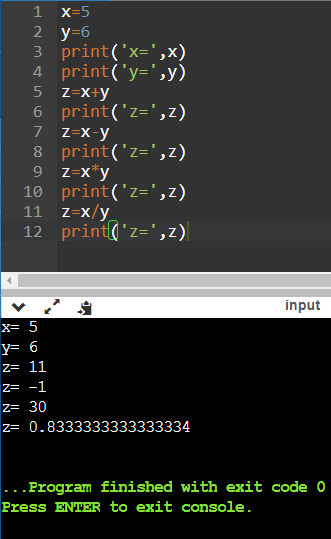 1 x=5
2 y=6
3 print('x=',x)
4 print('y=',y)
5 z=x+y
6 print('z=',z)
7 z=x-y
8 print('z=',z)
9 z=x*y
10 print('z=',z)
11 z=x/y
12 print('z=',z)
input
x= 5
y= 6
z= 11
z= -1
z= 30
z= 0.8333333333333334
...Program finished with exit code 0
Press ENTER to exit console.